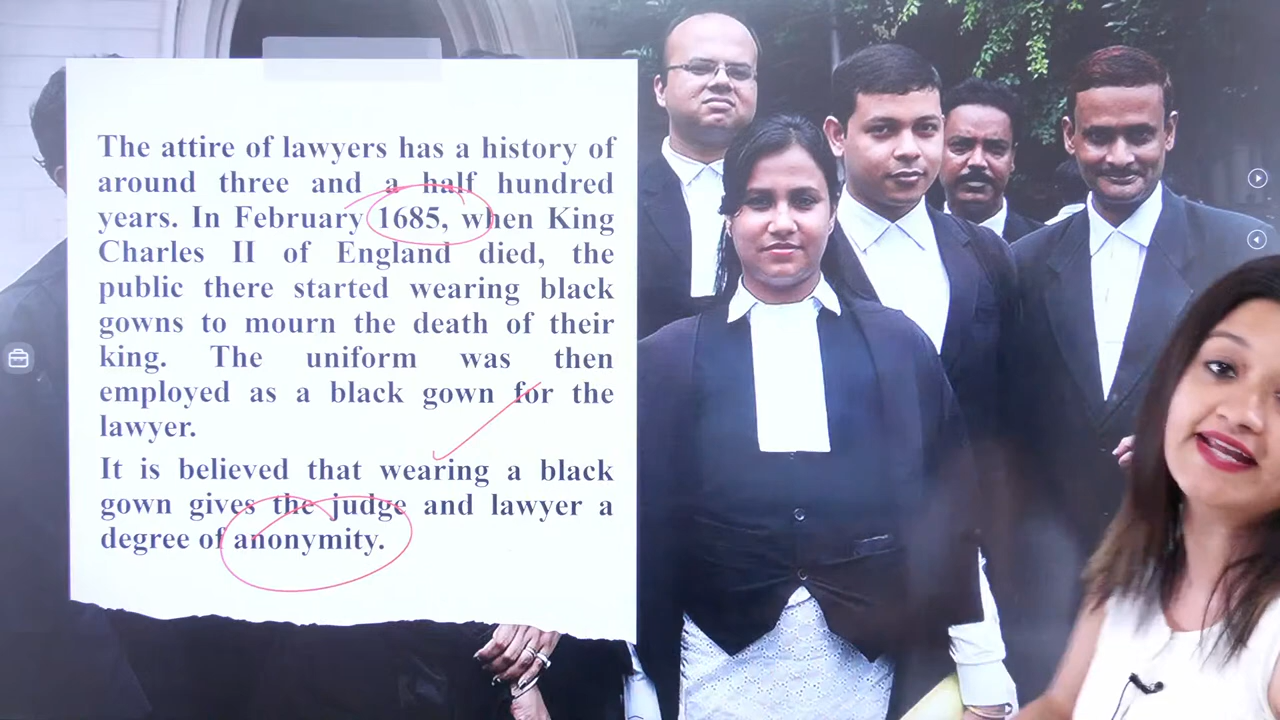 The attire of lawyers has a history of
around three and a half hundred
years. In February 1685, when King
Charles II of England died, the
public there started wearing black
gowns to mourn the death of their
king. The uniform was then
employed as a black gown for the
lawyer.
It is believed that wearing a black
gown gives the judge and lawyer a
degree of anonymity.